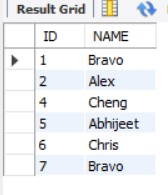 Result Grid
ID NAME
1 Bravo
2 Alex
4 Cheng
5 Abhijeet
6 Chris
7 Bravo